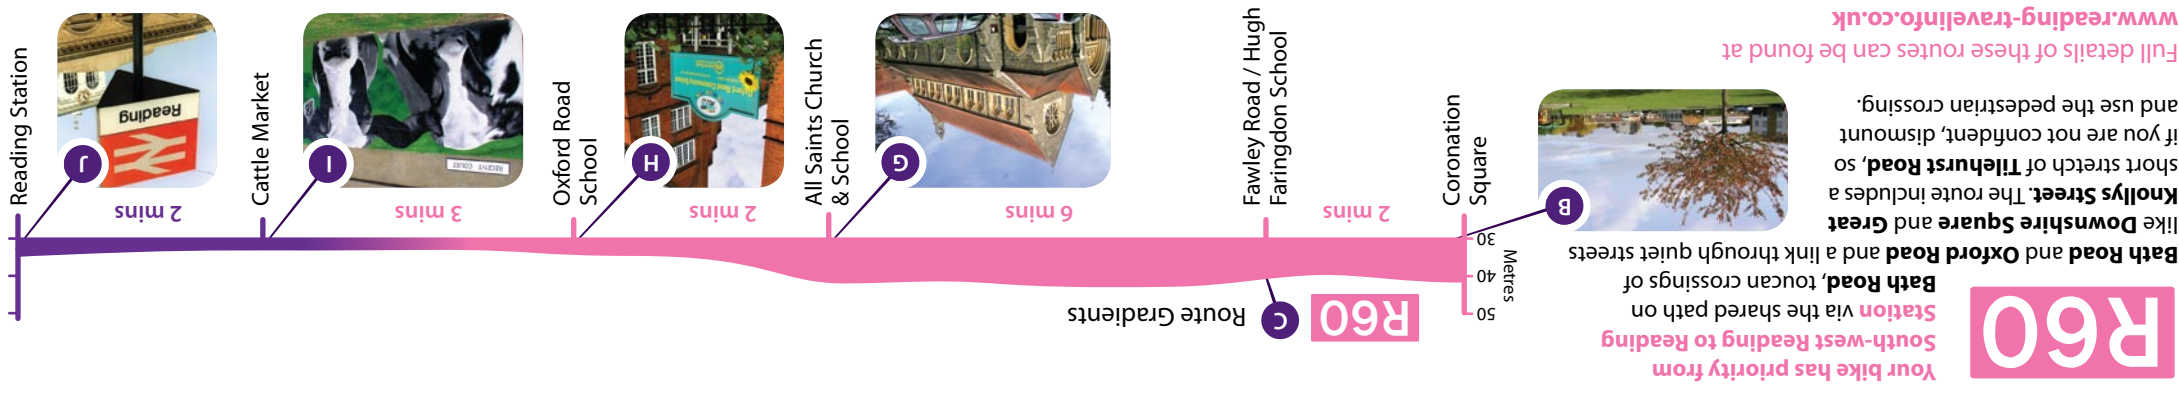 R60
Your bike has priority from
South-west Reading to Reading
Station via the shared path on
Bath Road, toucan crossings of
Bath Road and Oxford Road and a link through quiet streets
like Downshire Square and Great
Knollys Street. The route includes a
short stretch of Tilehurst Road, so
if you are not confident, dismount
and use the pedestrian crossing.
Full details of these routes can be found at
www.reading-travelinfo.co.uk
R60
C
Route Gradients
50
40
30
Metres
B
Coronation
Square
2 mins
Fawley Road / Hugh
Faringdon School
6 mins
G
All Saints Church
& School
2 mins
H
Oxford Road
School
3 mins
I
REGENT COURT
Cattle Market
2 mins
J
Reading
Reading Station